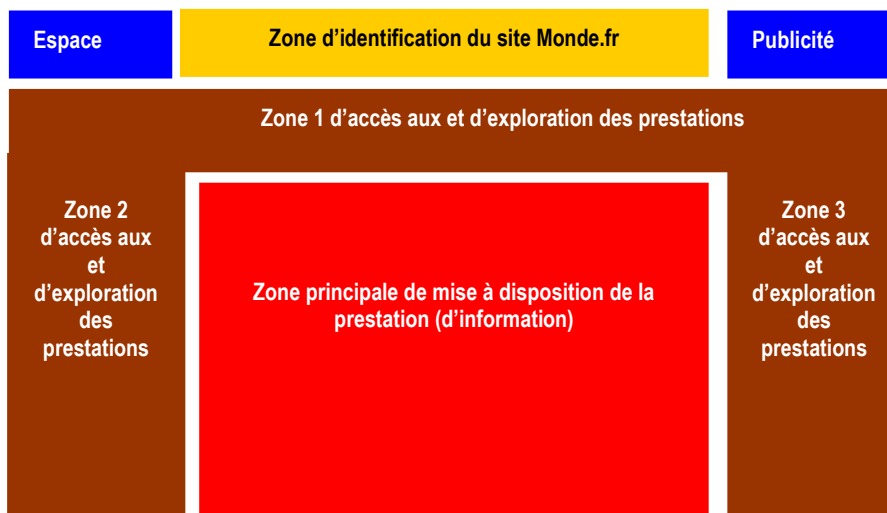 Espace
Zone d’identification du site Monde.fr
Publicité
Zone 1 d’accès aux et d’exploration des prestations
Zone 2
d’accès aux
et
d’exploration
des
prestations
Zone principale de mise à disposition de la
prestation (d’information)
Zone 3
d’accès aux
et
d’exploration
des
prestations